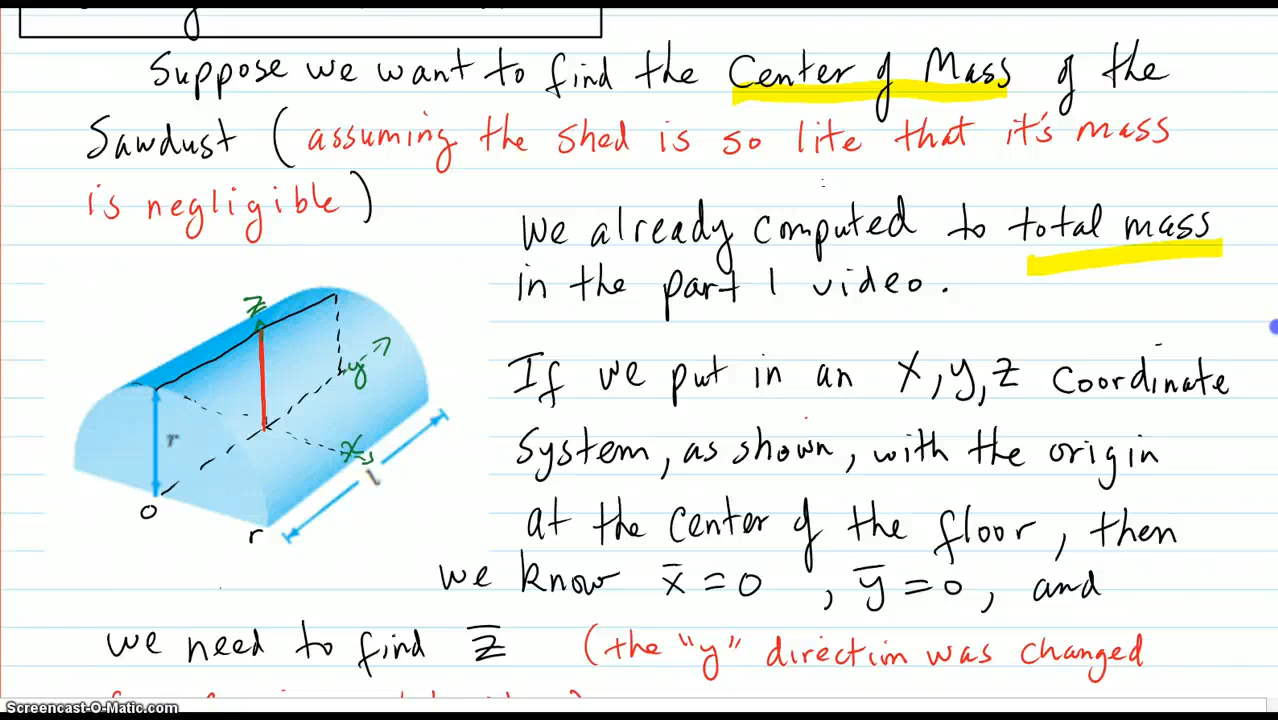 Suppose we want to find the Center of Mass of the
Sawdust (assuming the shed is so lite that it's mass
is negligible)
We already computed to total mass
in the part 1 video.
If we put in an x, y, z Coordinate
System, as shown, with the origin
at the center of the floor, then
we know x̄ = 0, ȳ = 0, and
we need to find z̄ (the "y" direction was changed
z
y
x
r
l
o
r
Screencast-O-Matic.com